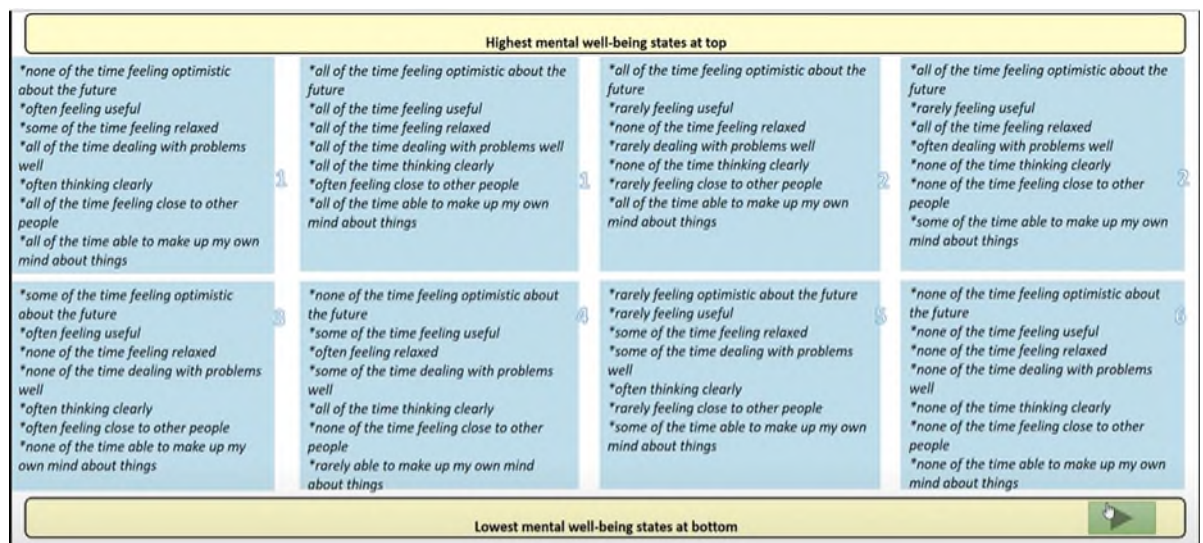 Highest mental well-being states at top
*none of the time feeling optimistic
about the future
*often feeling useful
*some of the time feeling relaxed
*all of the time dealing with problems
well
*often thinking clearly
*all of the time feeling close to other
people
*all of the time able to make up my own
mind about things
1
*all of the time feeling optimistic about the
future
*all of the time feeling useful
*all of the time feeling relaxed
*all of the time dealing with problems well
*all of the time thinking clearly
*often feeling close to other people
*all of the time able to make up my own
mind about things
1
*all of the time feeling optimistic about the
future
*rarely feeling useful
*none of the time feeling relaxed
*rarely dealing with problems well
*none of the time thinking clearly
*rarely feeling close to other people
*all of the time able to make up my own
mind about things
2
*all of the time feeling optimistic about the
future
*rarely feeling useful
*all of the time feeling relaxed
*often dealing with problems well
*none of the time thinking clearly
*none of the time feeling close to other
people
*some of the time able to make up my own
mind about things
2
*some of the time feeling optimistic
about the future
*often feeling useful
*none of the time feeling relaxed
*none of the time dealing with problems
well
*often thinking clearly
*often feeling close to other people
*none of the time able to make up my
own mind about things
3
*none of the time feeling optimistic about
the future
*some of the time feeling useful
*often feeling relaxed
*some of the time dealing with problems
well
*all of the time thinking clearly
*none of the time feeling close to other
people
*rarely able to make up my own mind
about things
4
*rarely feeling optimistic about the future
*rarely feeling useful
*some of the time feeling relaxed
*some of the time dealing with problems
well
*often thinking clearly
*rarely feeling close to other people
*some of the time able to make up my own
mind about things
5
*none of the time feeling optimistic about
the future
*none of the time feeling useful
*none of the time feeling relaxed
*none of the time dealing with problems
well
*none of the time thinking clearly
*none of the time feeling close to other
people
*none of the time able to make up my own
mind about things
6
Lowest mental well-being states at bottom